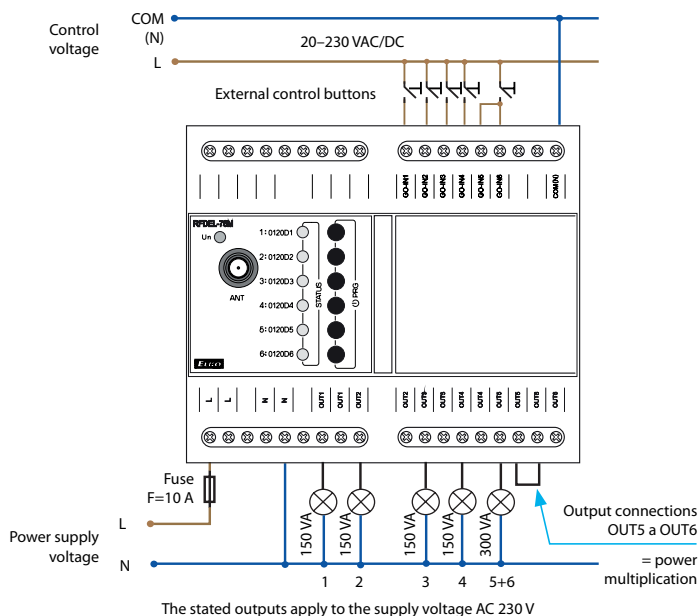 Control
voltage
COM
(N)
L
20–230 VAC/DC
External control buttons
GO-IN1
GO-IN2
GO-IN3
GO-IN4
GO-IN5
GO-IN6
COM(N)
RFDEL-76M
Un
ANT
1: 0120D1
2: 0120D2
3: 0120D3
4: 0120D4
5: 0120D5
6: 0120D6
STATUS
PRG
ELKO
L
L
N
N
OUT1
OUT1
OUT2
OUT2
OUT3
OUT4
OUT4
OUT5
OUT5
OUT6
OUT6
Fuse
F=10 A
150 VA
150 VA
150 VA
150 VA
300 VA
Output connections
OUT5 a OUT6
L
Power supply
voltage
N
1
2
3
4
5+6
= power
multiplication
The stated outputs apply to the supply voltage AC 230 V